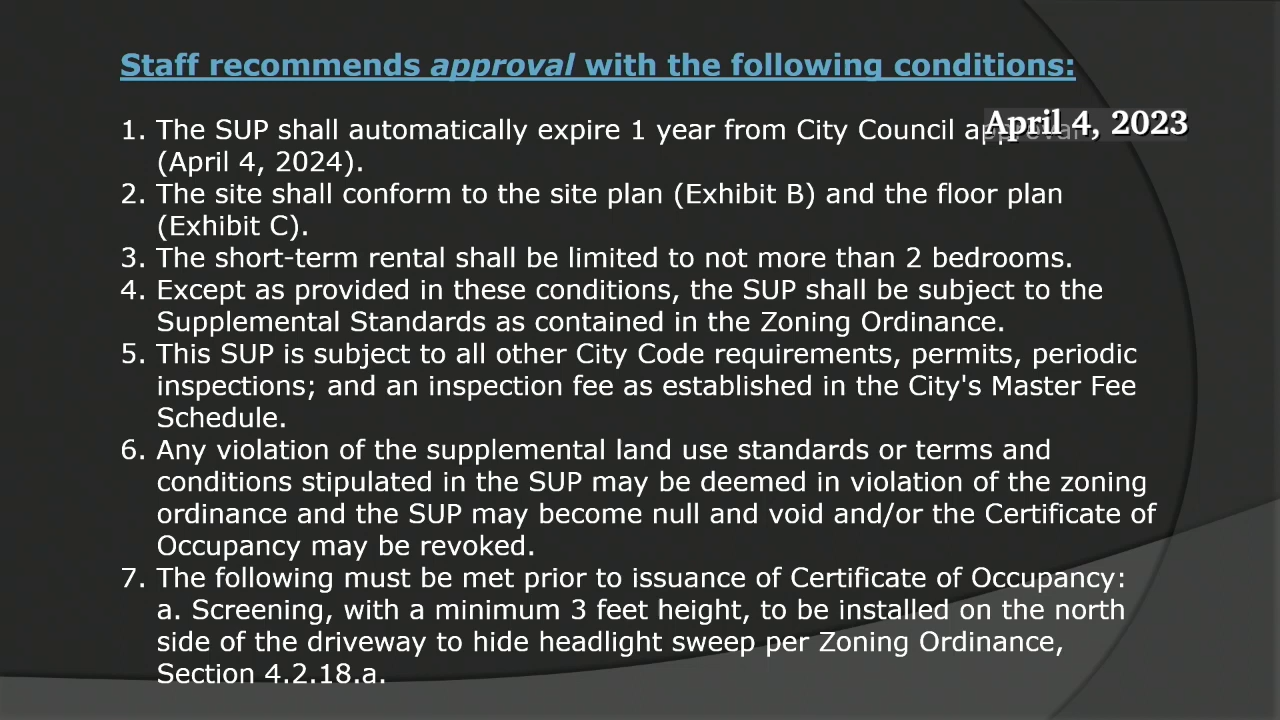 Staff recommends approval with the following conditions:
April 4, 2023
1. The SUP shall automatically expire 1 year from City Council approval
(April 4, 2024).
2. The site shall conform to the site plan (Exhibit B) and the floor plan
(Exhibit C).
3. The short-term rental shall be limited to not more than 2 bedrooms.
4. Except as provided in these conditions, the SUP shall be subject to the
Supplemental Standards as contained in the Zoning Ordinance.
5. This SUP is subject to all other City Code requirements, permits, periodic
inspections; and an inspection fee as established in the City's Master Fee
Schedule.
6. Any violation of the supplemental land use standards or terms and
conditions stipulated in the SUP may be deemed in violation of the zoning
ordinance and the SUP may become null and void and/or the Certificate of
Occupancy may be revoked.
7. The following must be met prior to issuance of Certificate of Occupancy:
a. Screening, with a minimum 3 feet height, to be installed on the north
side of the driveway to hide headlight sweep per Zoning Ordinance,
Section 4.2.18.a.